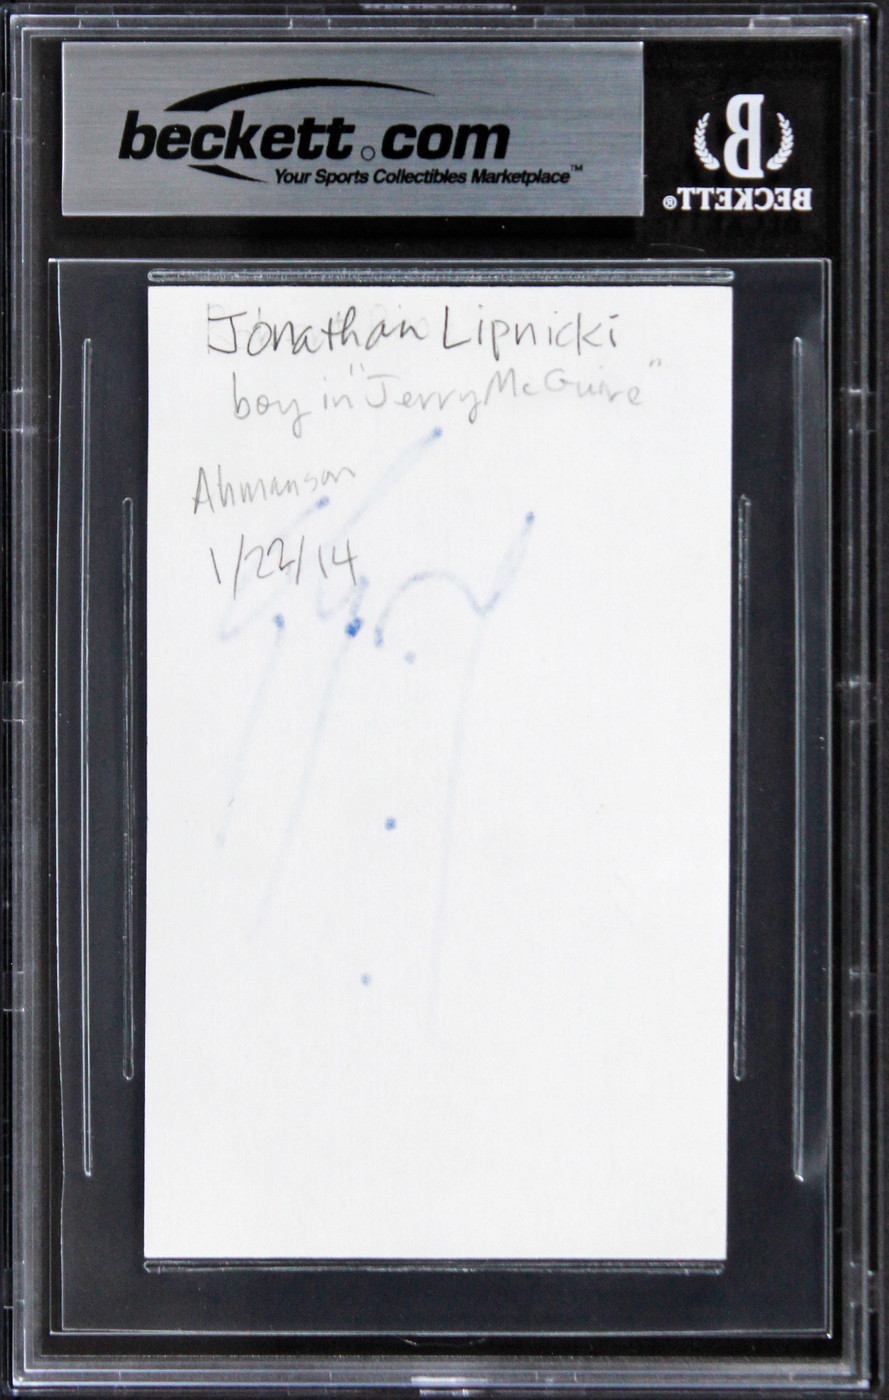 beckett.com
Your Sports Collectibles Marketplace™
B
BECKETT®
Jonathan Lipnicki
boy in "Jerry McGuire"
Ahmanson
1/22/14